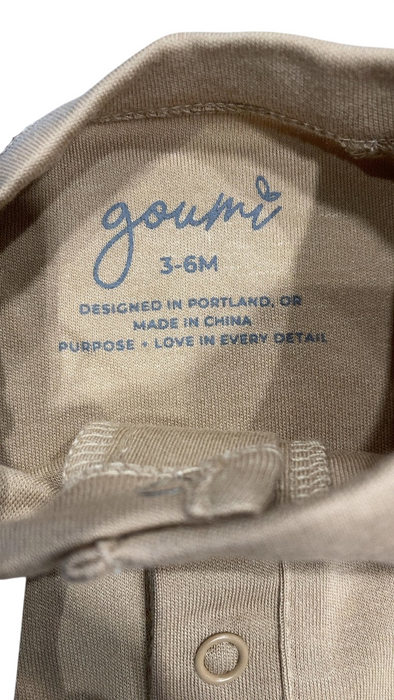 goumi
3-6M
DESIGNED IN PORTLAND, OR
MADE IN CHINA
PURPOSE + LOVE IN EVERY DETAIL